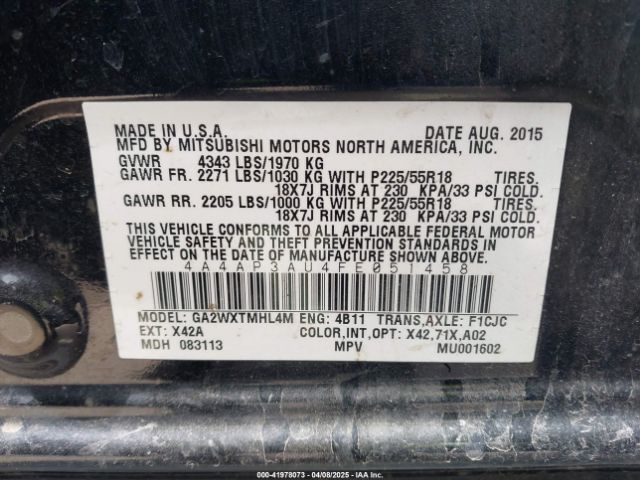 MADE IN U.S.A. DATE AUG. 2015
MFD BY MITSUBISHI MOTORS NORTH AMERICA, INC.
GVWR 4343 LBS/1970 KG
GAWR FR. 2271 LBS/1030 KG WITH P225/55R18 TIRES.
18X7J RIMS AT 230 KPA/33 PSI COLD.
GAWR RR. 2205 LBS/1000 KG WITH P225/55R18 TIRES.
18X7J RIMS AT 230 KPA/33 PSI COLD.
THIS VEHICLE CONFORMS TO ALL APPLICABLE FEDERAL MOTOR
VEHICLE SAFETY AND THEFT PREVENTION STANDARDS IN
EFFECT ON THE DATE OF MANUFACTURE SHOWN ABOVE.
4A4AP3AU4FE051458
MODEL: GA2WXTMHL4M ENG: 4B11 TRANS,AXLE: F1CJC
EXT: X42A COLOR,INT,OPT: X42,71X,A02
MDH 083113 MPV MU001602
000-41978073 - 04/08/2025 - IAA Inc.